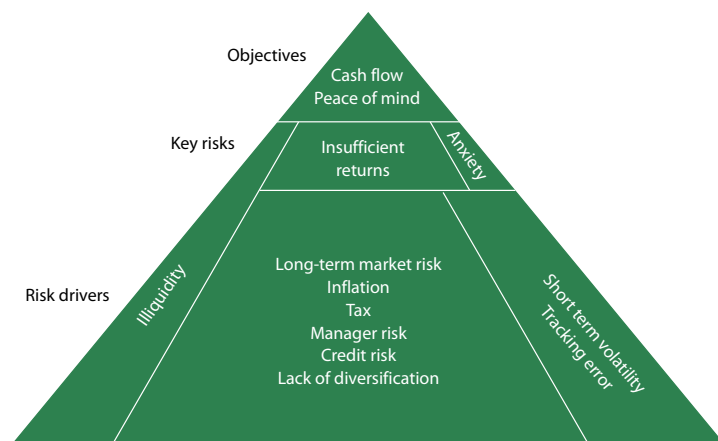 Objectives
Cash flow
Peace of mind
Key risks
Insufficient
returns
Anxiety
Risk drivers
Illiquidity
Long-term market risk
Inflation
Tax
Manager risk
Credit risk
Lack of diversification
Short term volatility
Tracking error